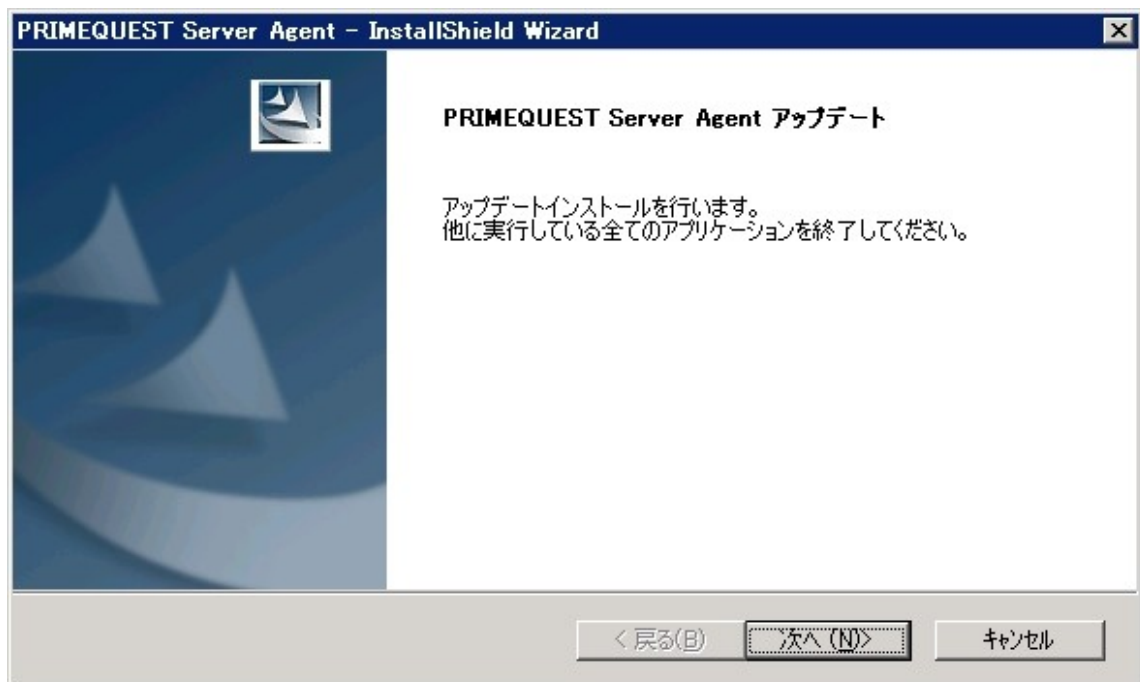 PRIMEQUEST Server Agent - InstallShield Wizard
PRIMEQUEST Server Agent アップデート
アップデートインストールを行います。
他に実行している全てのアプリケーションを終了してください。
< 戻る(B)
次へ (N)>
キャンセル